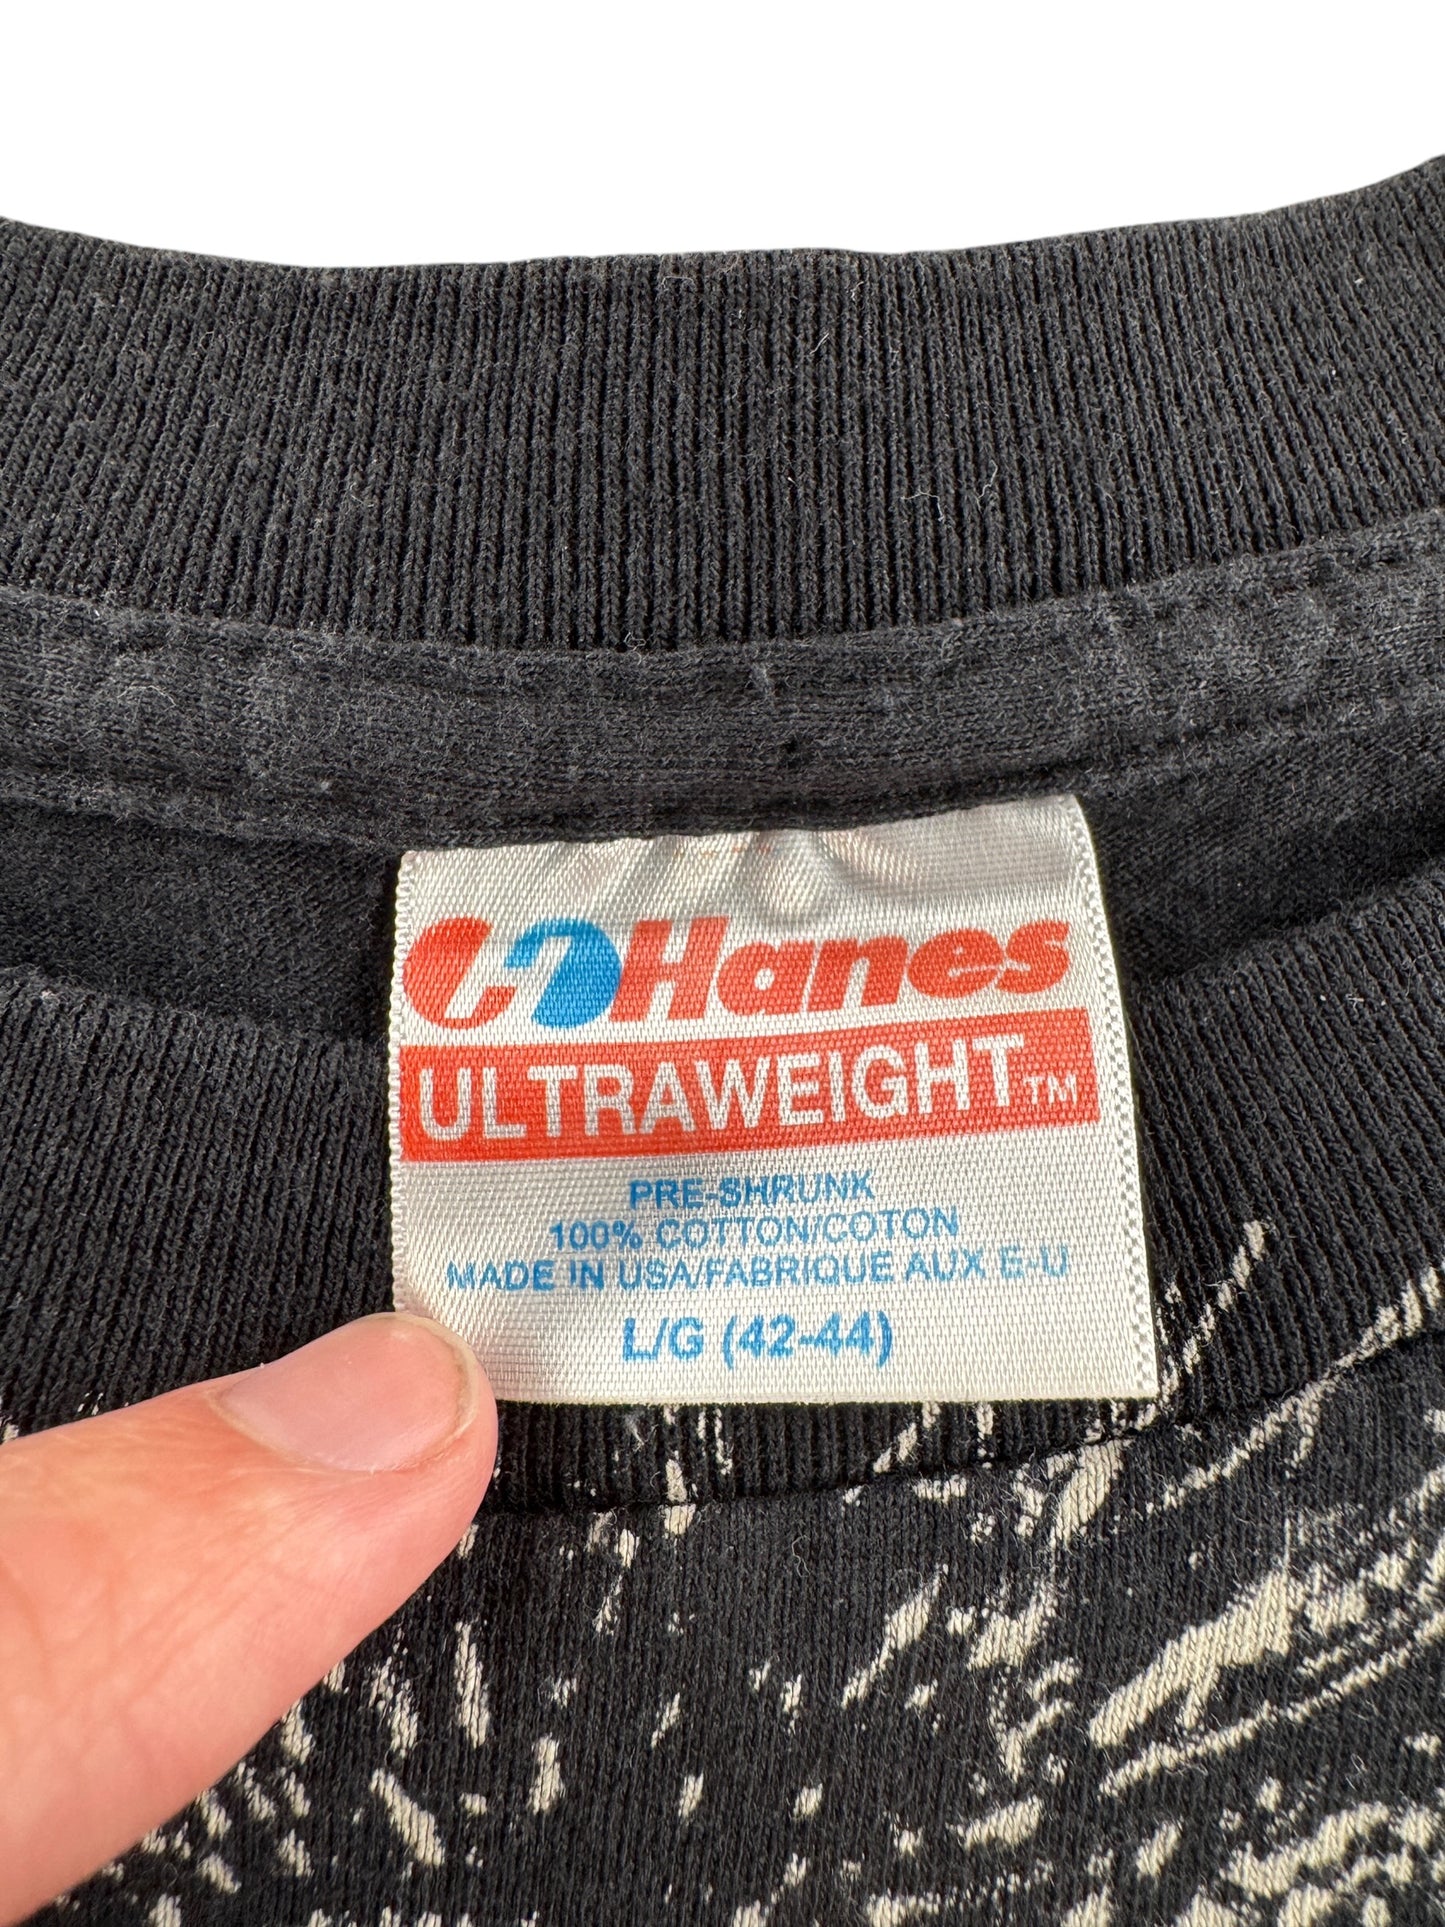 Hanes
ULTRAWEIGHT™
PRE-SHRUNK
100% COTTON/COTON
MADE IN USA/FABRIQUE AUX E-U
L/G (42-44)